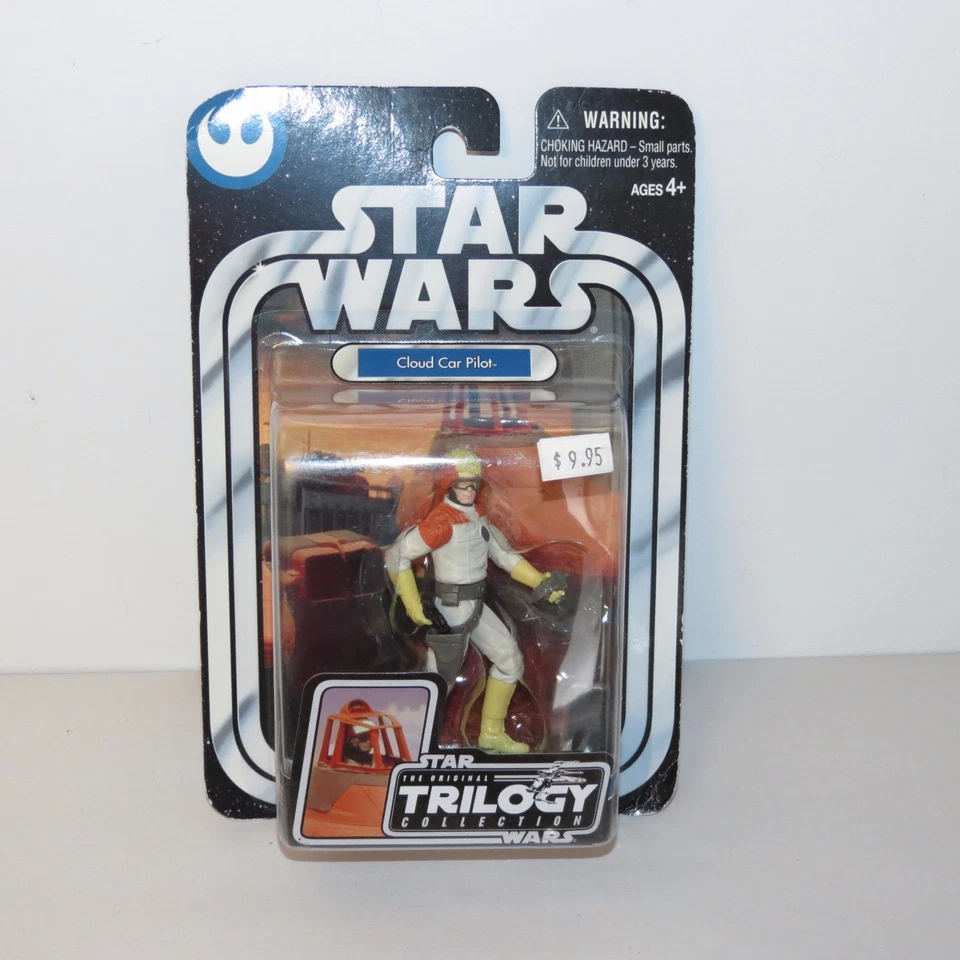 WARNING:
CHOKING HAZARD – Small parts.
Not for children under 3 years.
AGES 4+
STAR
WARS®
Cloud Car Pilot™
$ 9.95
STAR
THE ORIGINAL
TRILOGY
COLLECTION
WARS